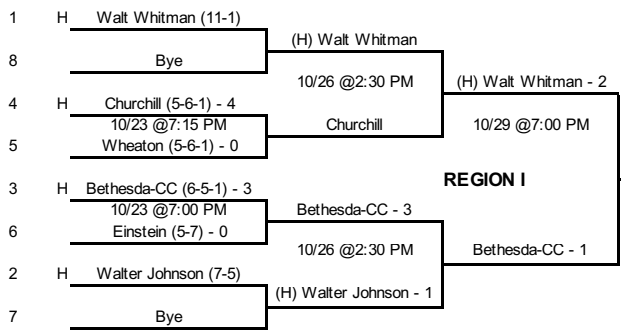 1 H Walt Whitman (11-1)
(H) Walt Whitman
8 Bye
10/26 @2:30 PM
(H) Walt Whitman - 2
4 H Churchill (5-6-1) - 4
10/23 @7:15 PM
Churchill
10/29 @7:00 PM
5 Wheaton (5-6-1) - 0
REGION I
3 H Bethesda-CC (6-5-1) - 3
10/23 @7:00 PM
Bethesda-CC - 3
6 Einstein (5-7) - 0
10/26 @2:30 PM
Bethesda-CC - 1
2 H Walter Johnson (7-5)
(H) Walter Johnson - 1
7 Bye